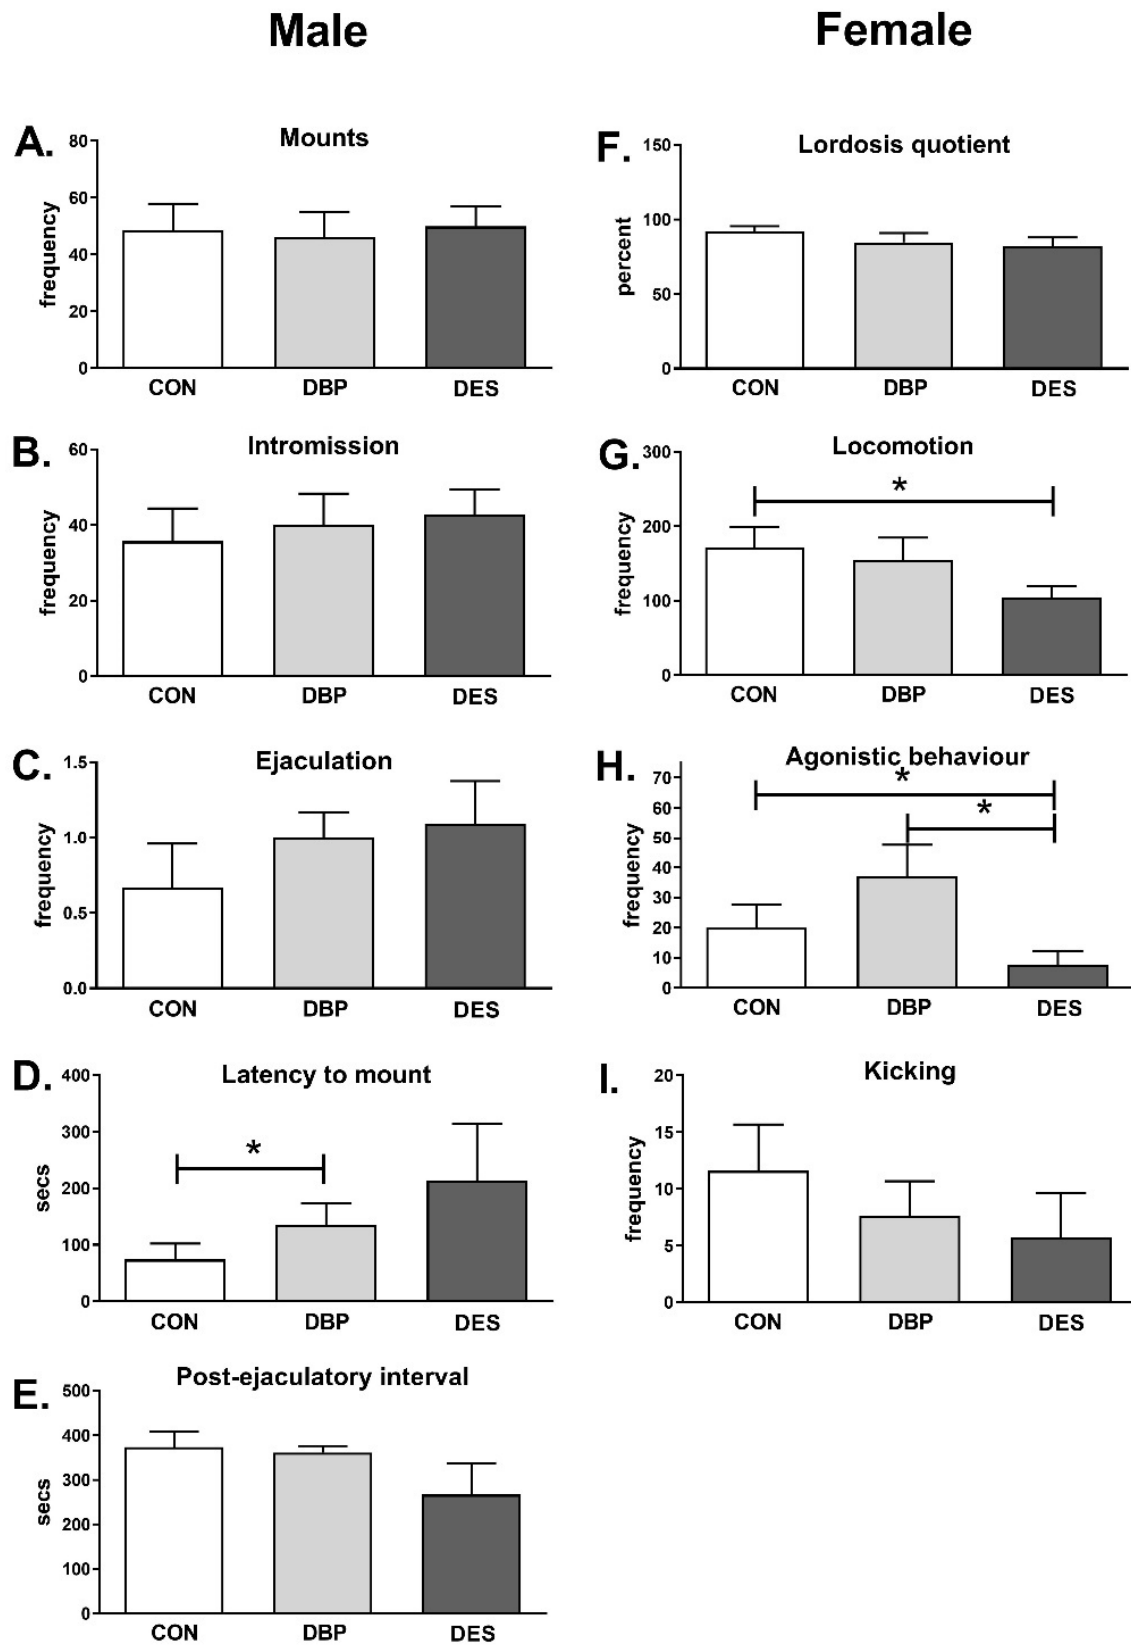 Male
Female
A.
Mounts
frequency
80
60
40
20
0
CON DBP DES
B.
Intromission
frequency
60
40
20
0
CON DBP DES
C.
Ejaculation
frequency
1.5
1.0
0.5
0.0
CON DBP DES
D.
Latency to mount
secs
400
300
200
100
0
*
CON DBP DES
E.
Post-ejaculatory interval
secs
500
400
300
200
100
0
CON DBP DES
F.
Lordosis quotient
percent
150
100
50
0
CON DBP DES
G.
Locomotion
frequency
300
200
100
0
*
CON DBP DES
H.
Agonistic behaviour
frequency
70
60
50
40
30
20
10
0
*
*
CON DBP DES
I.
Kicking
frequency
20
15
10
5
0
CON DBP DES